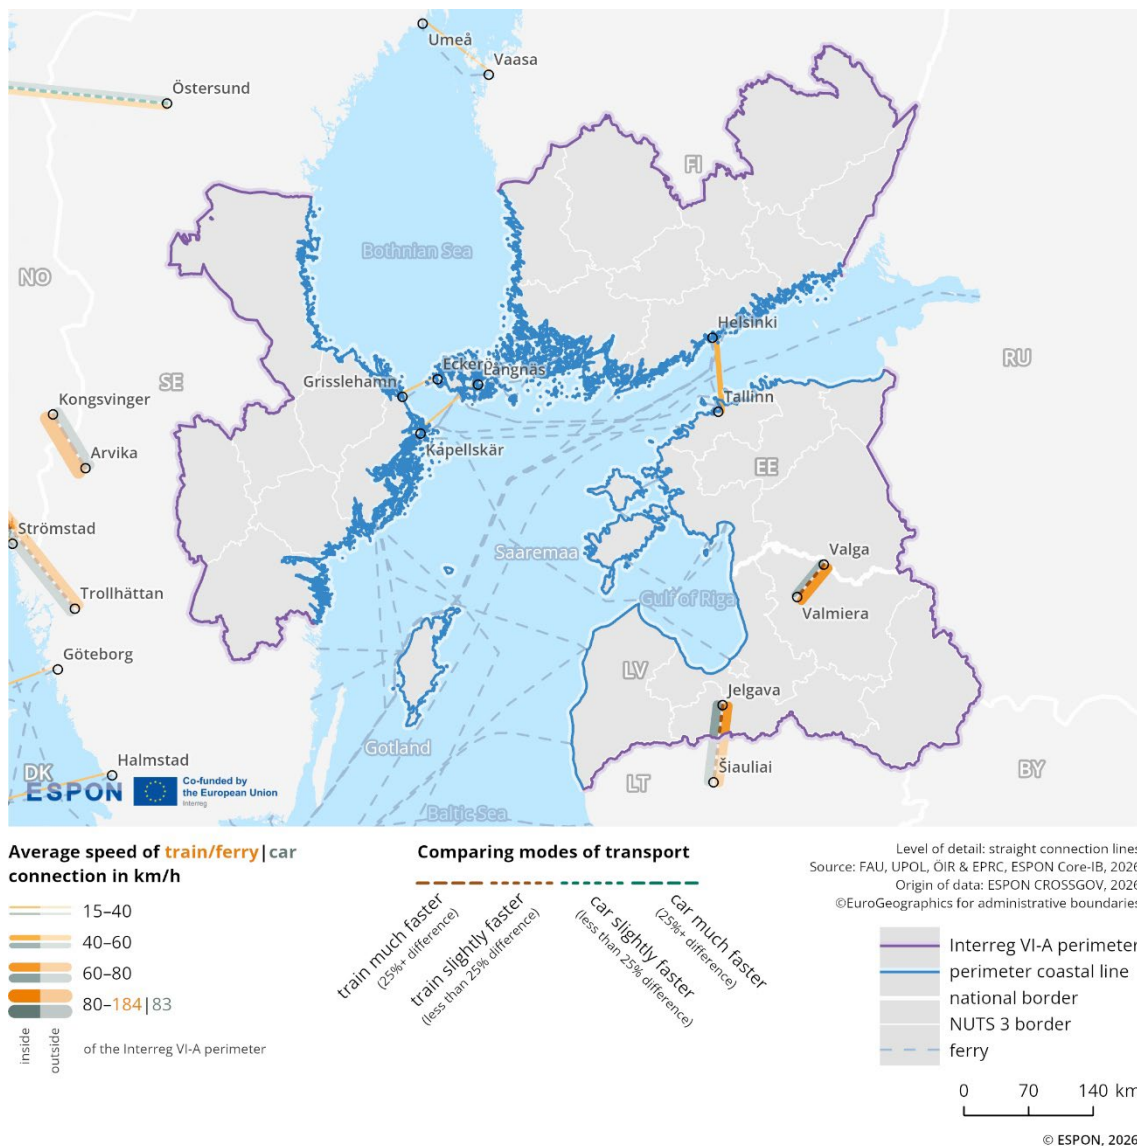 Umeå
Vaasa
Östersund
FI
NO
Bothnian Sea
Helsinki
RU
SE
Eckerö
Långnäs
Grisslehamn
Kongsvinger
Tallinn
Kapellskär
Arvika
EE
Strömstad
Valga
Saaremaa
Gulf of Riga
Trollhättan
Valmiera
Göteborg
LV
Jelgava
Gotland
Halmstad
Šiauliai
DK
LT
BY
Baltic Sea
ESPON
Co-funded by
the European Union
Interreg
Average speed of train/ferry|car
connection in km/h
15–40
40–60
60–80
80–184|83
inside
outside
of the Interreg VI-A perimeter
Comparing modes of transport
train much faster
(25%+ difference)
train slightly faster
(less than 25% difference)
car slightly faster
(less than 25% difference)
car much faster
(25%+ difference)
Level of detail: straight connection lines
Source: FAU, UPOL, ÖIR & EPRC, ESPON Core-IB, 2026
Origin of data: ESPON CROSSGOV, 2026
©EuroGeographics for administrative boundaries
Interreg VI-A perimeter
perimeter coastal line
national border
NUTS 3 border
ferry
0 70 140 km
© ESPON, 2026